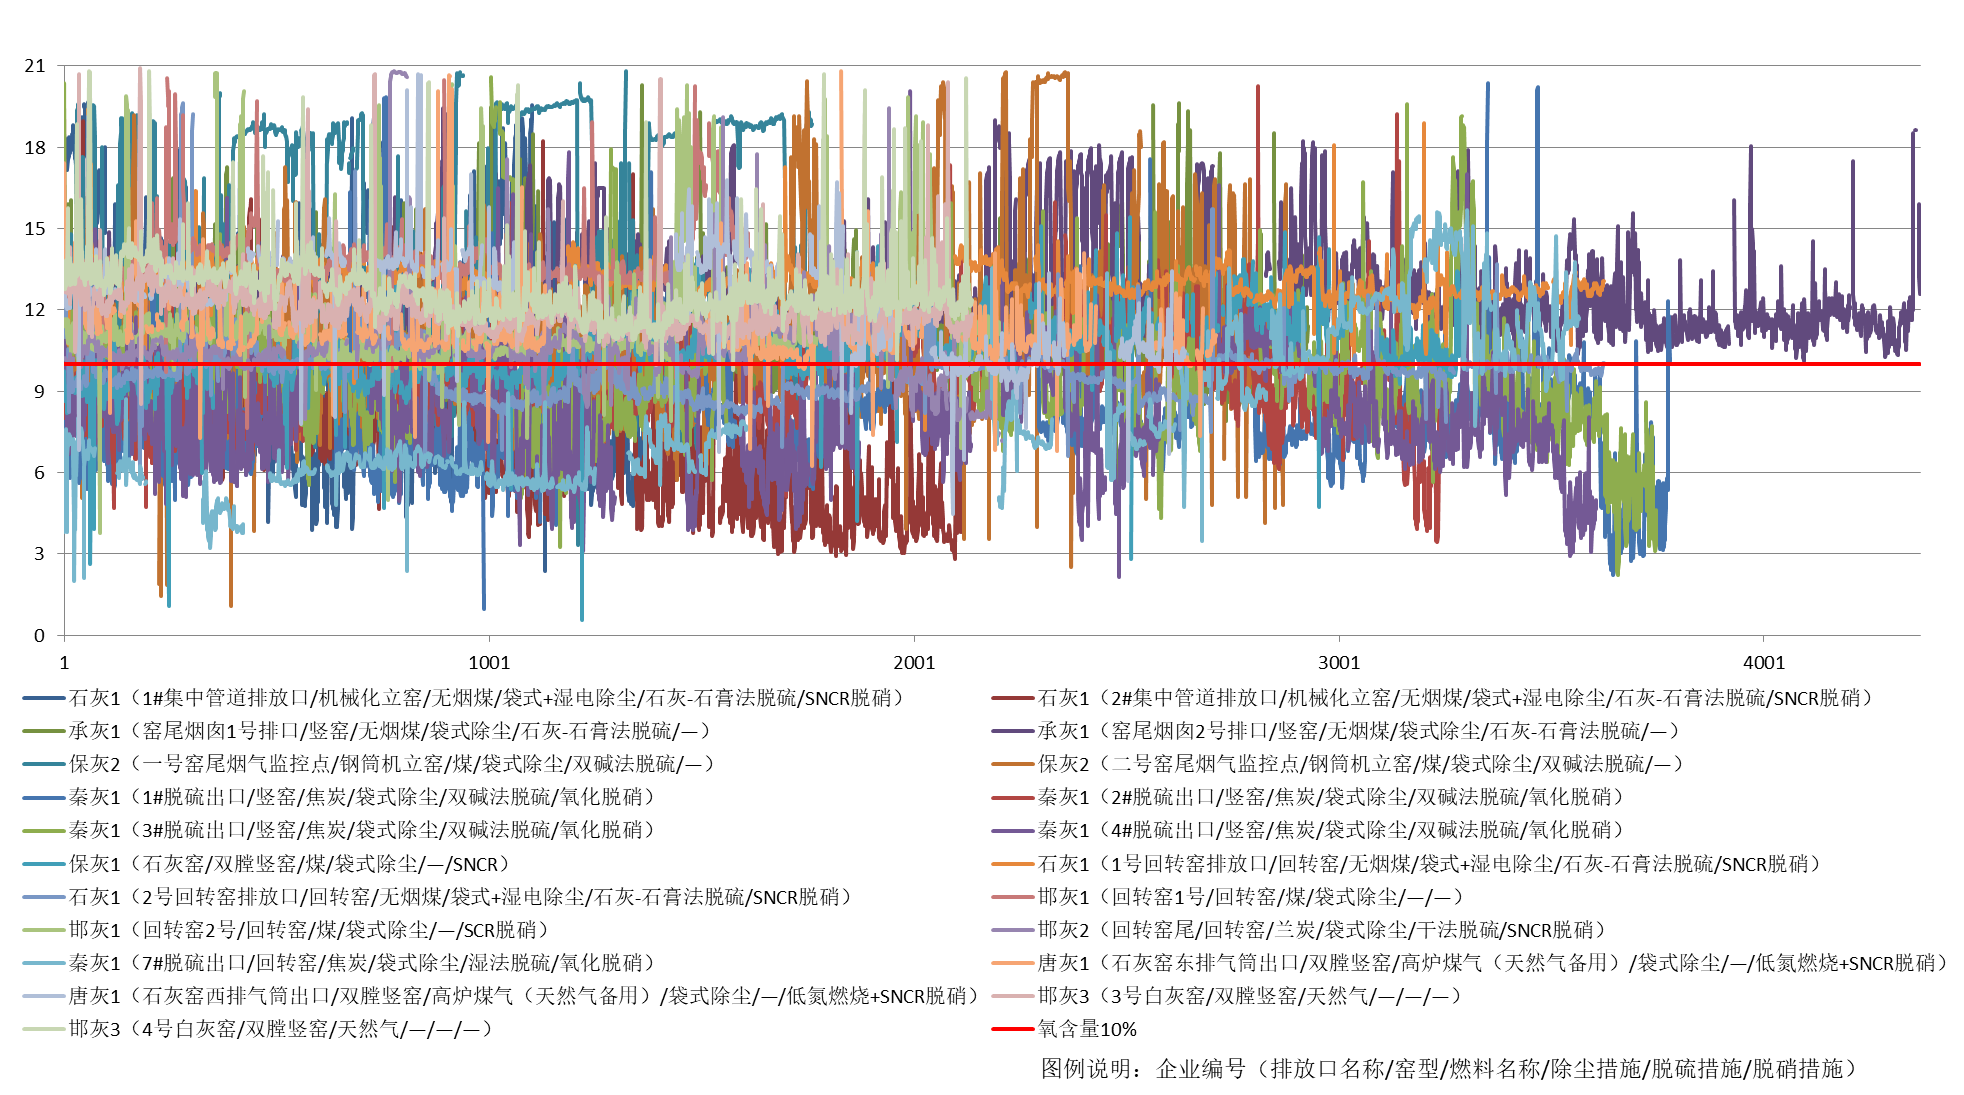 21
18
15
12
9
6
3
0
1 1001 2001 3001 4001
石灰1（1#集中管道排放口/机械化立窑/无烟煤/袋式+湿电除尘/石灰-石膏法脱硫/SNCR脱硝） 石灰1（2#集中管道排放口/机械化立窑/无烟煤/袋式+湿电除尘/石灰-石膏法脱硫/SNCR脱硝）
承灰1（窑尾烟囱1号排口/竖窑/无烟煤/袋式除尘/石灰-石膏法脱硫/—） 承灰1（窑尾烟囱2号排口/竖窑/无烟煤/袋式除尘/石灰-石膏法脱硫/—）
保灰2（一号窑尾烟气监控点/钢筒机立窑/煤/袋式除尘/双碱法脱硫/—） 保灰2（二号窑尾烟气监控点/钢筒机立窑/煤/袋式除尘/双碱法脱硫/—）
秦灰1（1#脱硫出口/竖窑/焦炭/袋式除尘/双碱法脱硫/氧化脱硝） 秦灰1（2#脱硫出口/竖窑/焦炭/袋式除尘/双碱法脱硫/氧化脱硝）
秦灰1（3#脱硫出口/竖窑/焦炭/袋式除尘/双碱法脱硫/氧化脱硝） 秦灰1（4#脱硫出口/竖窑/焦炭/袋式除尘/双碱法脱硫/氧化脱硝）
保灰1（石灰窑/双膛竖窑/煤/袋式除尘/—/SNCR） 石灰1（1号回转窑排放口/回转窑/无烟煤/袋式+湿电除尘/石灰-石膏法脱硫/SNCR脱硝）
石灰1（2号回转窑排放口/回转窑/无烟煤/袋式+湿电除尘/石灰-石膏法脱硫/SNCR脱硝） 邯灰1（回转窑1号/回转窑/煤/袋式除尘/—/—）
邯灰1（回转窑2号/回转窑/煤/袋式除尘/—/SCR脱硝） 邯灰2（回转窑尾/回转窑/兰炭/袋式除尘/干法脱硫/SNCR脱硝）
秦灰1（7#脱硫出口/回转窑/焦炭/袋式除尘/湿法脱硫/氧化脱硝） 唐灰1（石灰窑东排气筒出口/双膛竖窑/高炉煤气（天然气备用）/袋式除尘/—/低氮燃烧+SNCR脱硝）
唐灰1（石灰窑西排气筒出口/双膛竖窑/高炉煤气（天然气备用）/袋式除尘/—/低氮燃烧+SNCR脱硝） 邯灰3（3号白灰窑/双膛竖窑/天然气/—/—/—）
邯灰3（4号白灰窑/双膛竖窑/天然气/—/—/—） 氧含量10%
图例说明：企业编号（排放口名称/窑型/燃料名称/除尘措施/脱硫措施/脱硝措施）